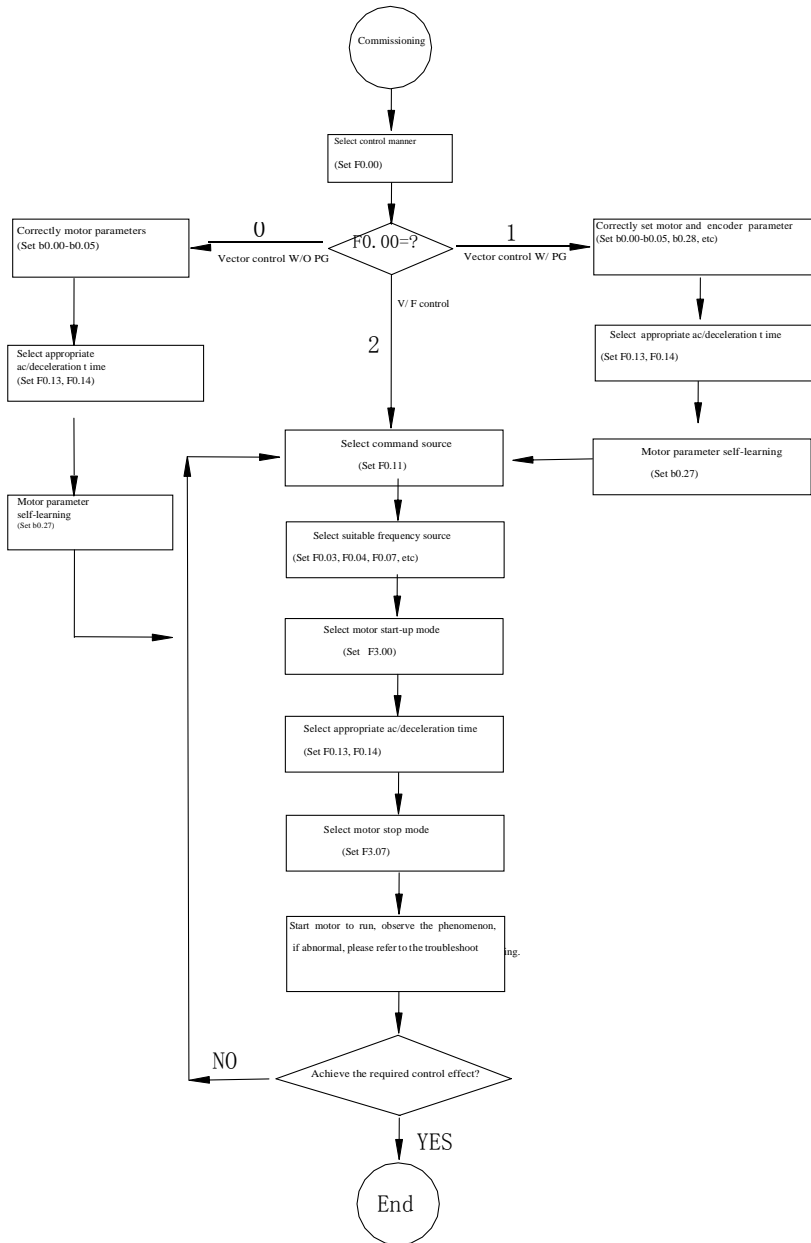 Commissioning
Select control manner
(Set F0.00)
F0.00=?
0
Vector control W/O PG
1
Vector control W/ PG
V/ F control
2
Correctly motor parameters
(Set b0.00-b0.05)
Select appropriate
ac/deceleration t ime
(Set F0.13, F0.14)
Motor parameter
self-learning
(Set b0.27)
Correctly set motor and encoder parameter
(Set b0.00-b0.05, b0.28, etc)
Select appropriate ac/deceleration t ime
(Set F0.13, F0.14)
Motor parameter self-learning
(Set b0.27)
Select command source
(Set F0.11)
Select suitable frequency source
(Set F0.03, F0.04, F0.07, etc)
Select motor start-up mode
(Set F3.00)
Select appropriate ac/deceleration time
(Set F0.13, F0.14)
Select motor stop mode
(Set F3.07)
Start motor to run, observe the phenomenon,
if abnormal, please refer to the troubleshooting.
Achieve the required control effect?
NO
YES
End